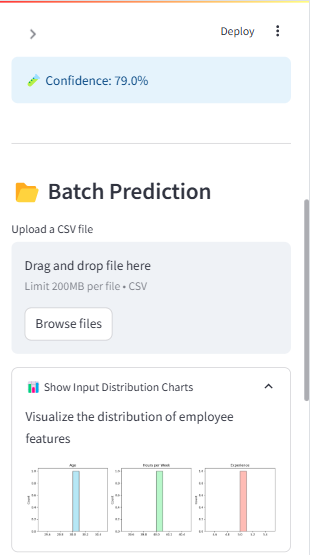 Deploy
Confidence: 79.0%
Batch Prediction
Upload a CSV file
Drag and drop file here
Limit 200MB per file • CSV
Browse files
Show Input Distribution Charts
Visualize the distribution of employee
features
Age
Hours per Week
Experience